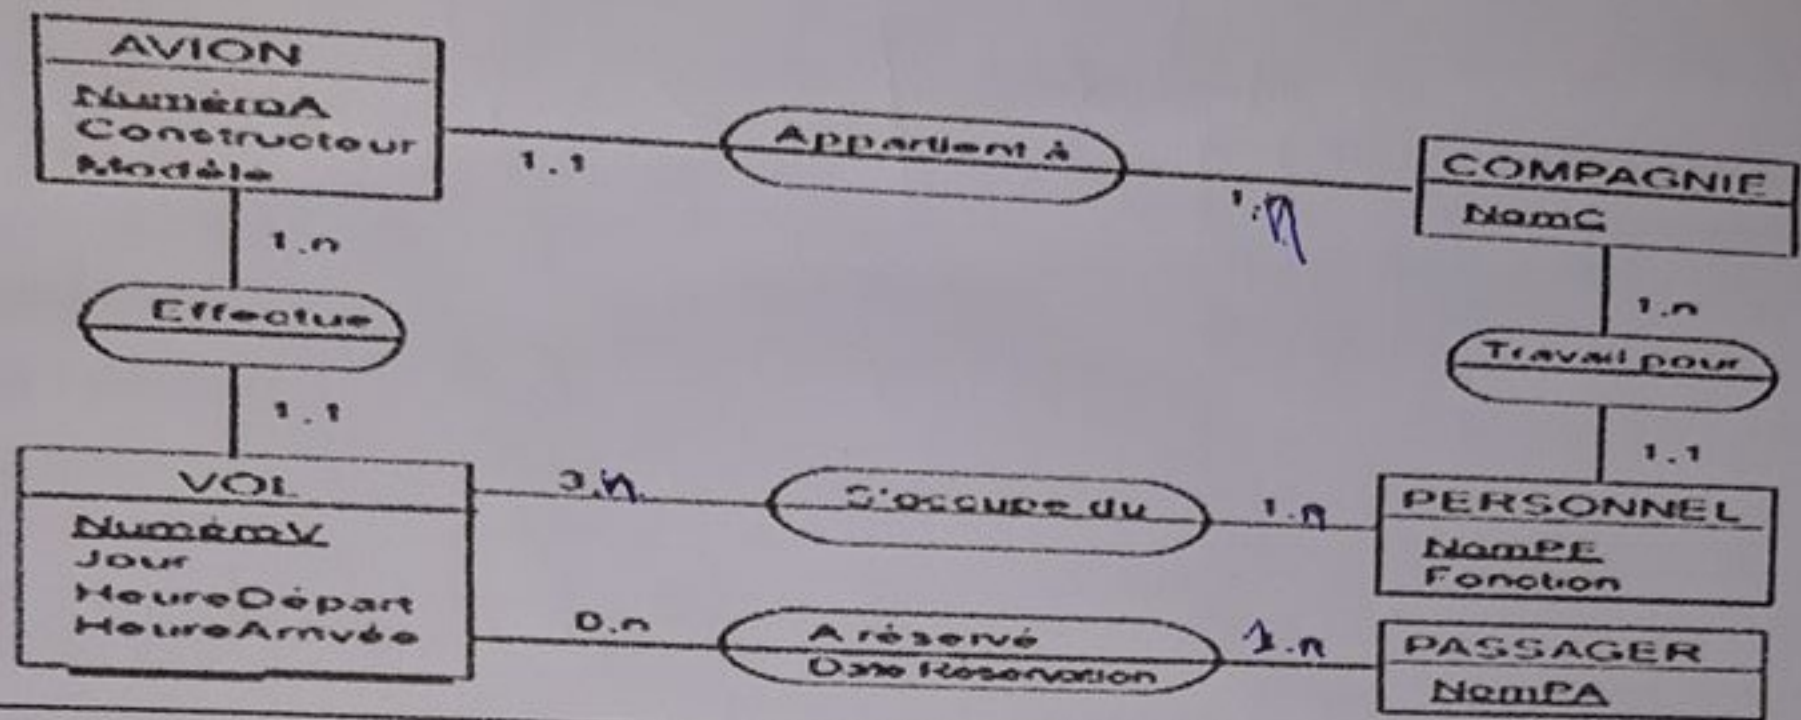 AVION
NuméroA
Constructeur
Modèle
1.1
Appartient à
1.n
COMPAGNIE
NomC
1.n
Effectue
1.1
1.n
Travail pour
1.1
VOL
NuméroV
Jour
HeureDépart
HeureArrivée
3.n
S'occupe du
1.n
PERSONNEL
NomPE
Fonction
0.n
A réservé
Date Réservation
1.n
PASSAGER
NomPA